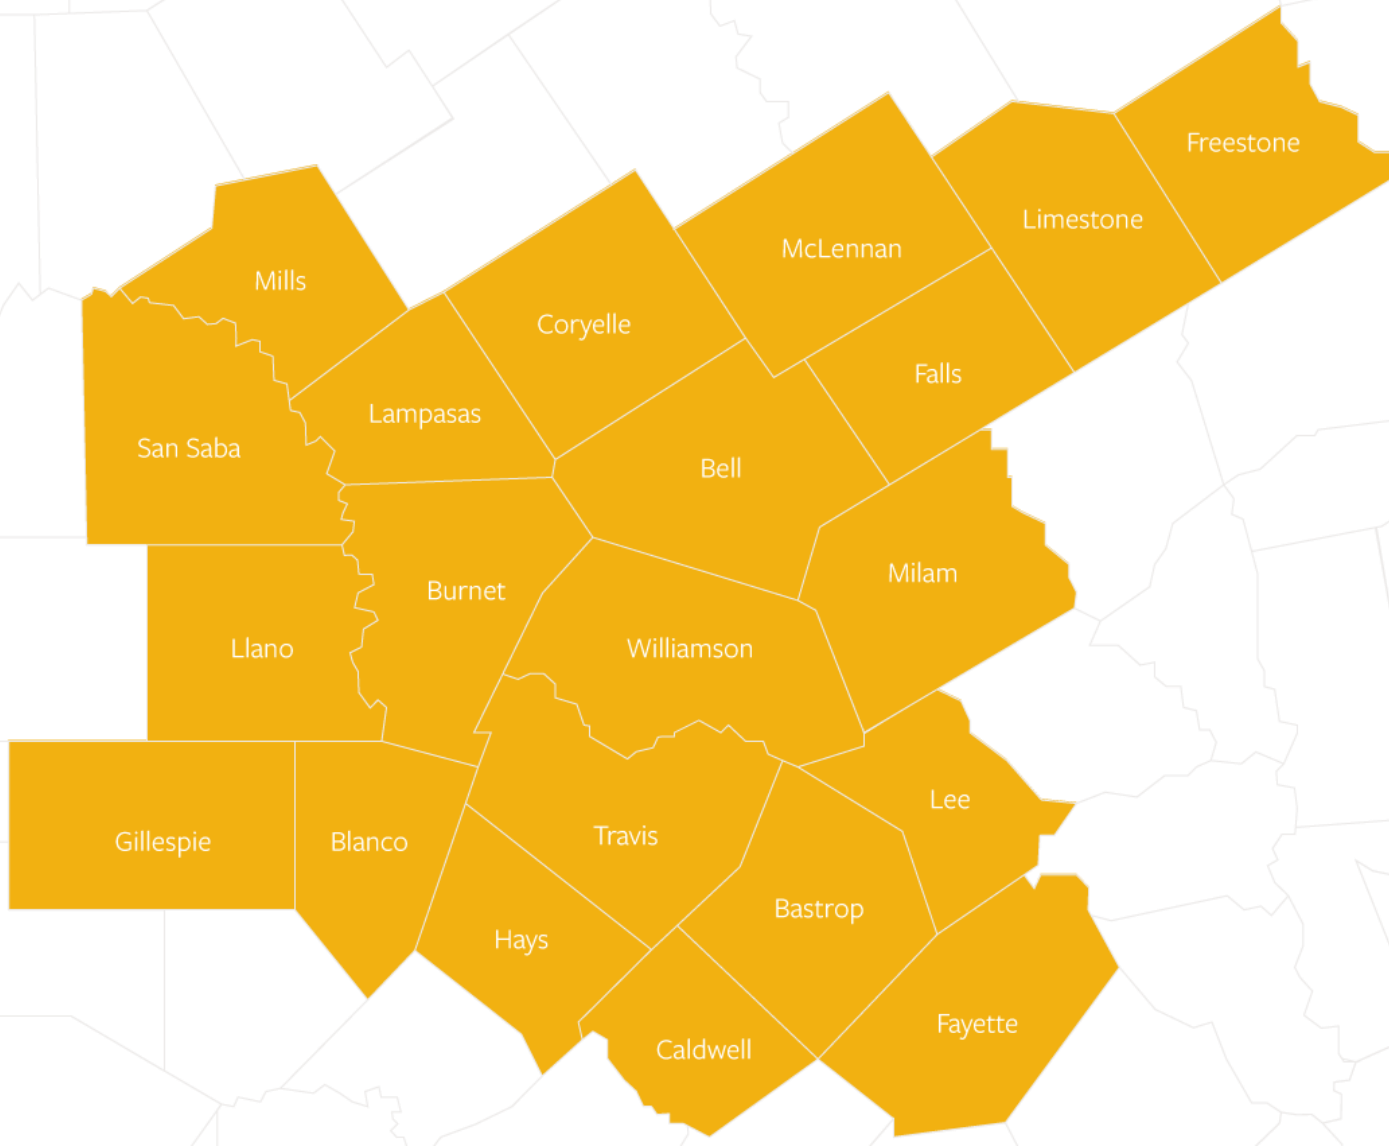 Freestone
Limestone
McLennan
Mills
Coryelle
Falls
Lampasas
San Saba
Bell
Milam
Burnet
Llano
Williamson
Lee
Travis
Gillespie
Blanco
Bastrop
Hays
Fayette
Caldwell